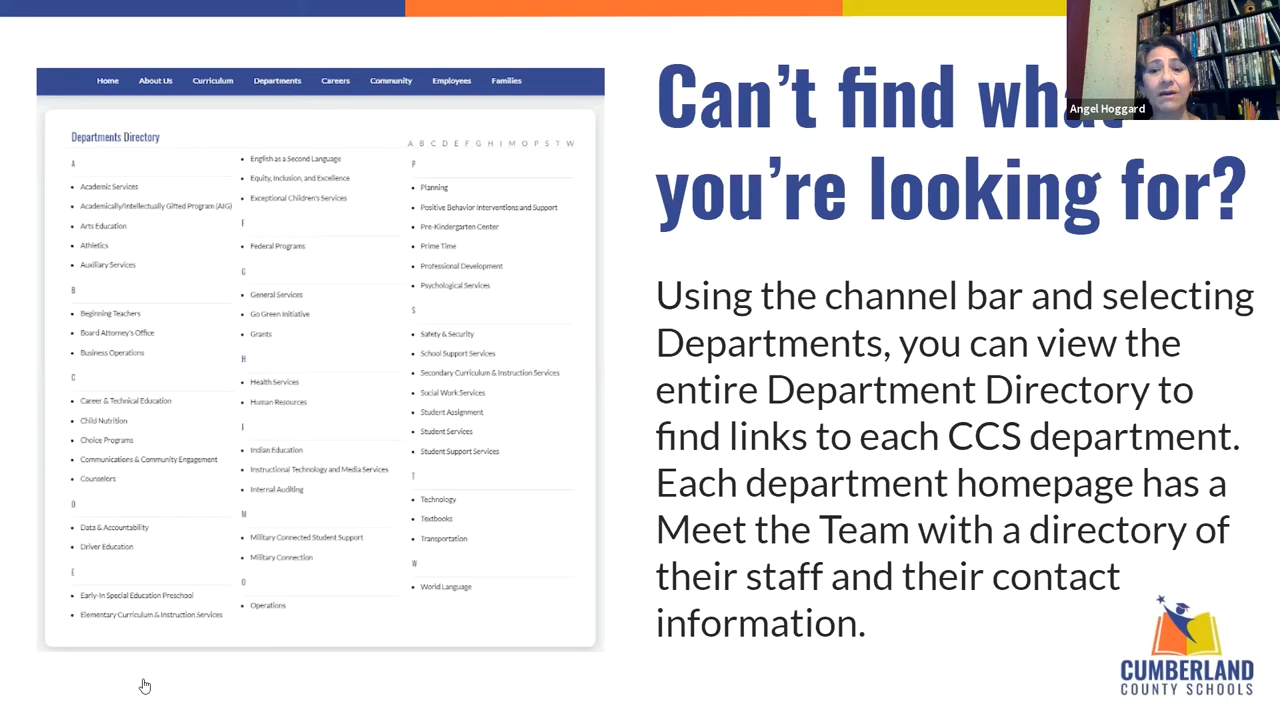 Home About Us Curriculum Departments Careers Community Employees Families
Departments Directory
A B C D E F G H I M O P S T W
A
Academic Services
Academically/Intellectually Gifted Program (AIG)
Arts Education
Athletics
Auxiliary Services
B
Beginning Teachers
Board Attorney's Office
Business Operations
C
Career & Technical Education
Child Nutrition
Choice Programs
Communications & Community Engagement
Counselors
D
Data & Accountability
Driver Education
E
Early-In Special Education Preschool
Elementary Curriculum & Instruction Services
English as a Second Language
Equity, Inclusion, and Excellence
Exceptional Children's Services
F
Federal Programs
G
General Services
Go Green Initiative
Grants
H
Health Services
Human Resources
I
Indian Education
Instructional Technology and Media Services
Internal Auditing
M
Military Connected Student Support
Military Connection
O
Operations
P
Planning
Positive Behavior Interventions and Support
Pre-Kindergarten Center
Prime Time
Professional Development
Psychological Services
S
Safety & Security
School Support Services
Secondary Curriculum & Instruction Services
Social Work Services
Student Assignment
Student Services
Student Support Services
T
Technology
Textbooks
Transportation
W
World Language
Can't find what
you're looking for?
Angel Hoggard
Using the channel bar and selecting
Departments, you can view the
entire Department Directory to
find links to each CCS department.
Each department homepage has a
Meet the Team with a directory of
their staff and their contact
information.
CUMBERLAND
COUNTY SCHOOLS